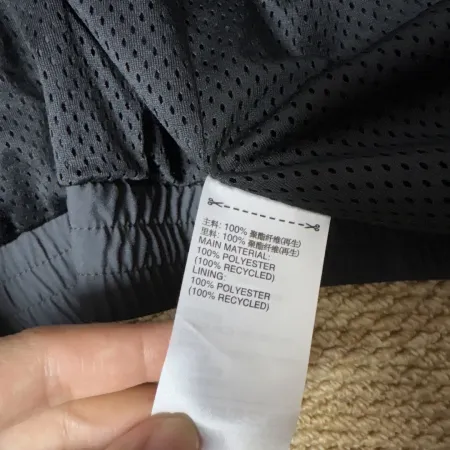 主料: 100% 聚酯纤维(再生)
里料: 100% 聚酯纤维(再生)
MAIN MATERIAL:
100% POLYESTER
(100% RECYCLED)
LINING:
100% POLYESTER
(100% RECYCLED)